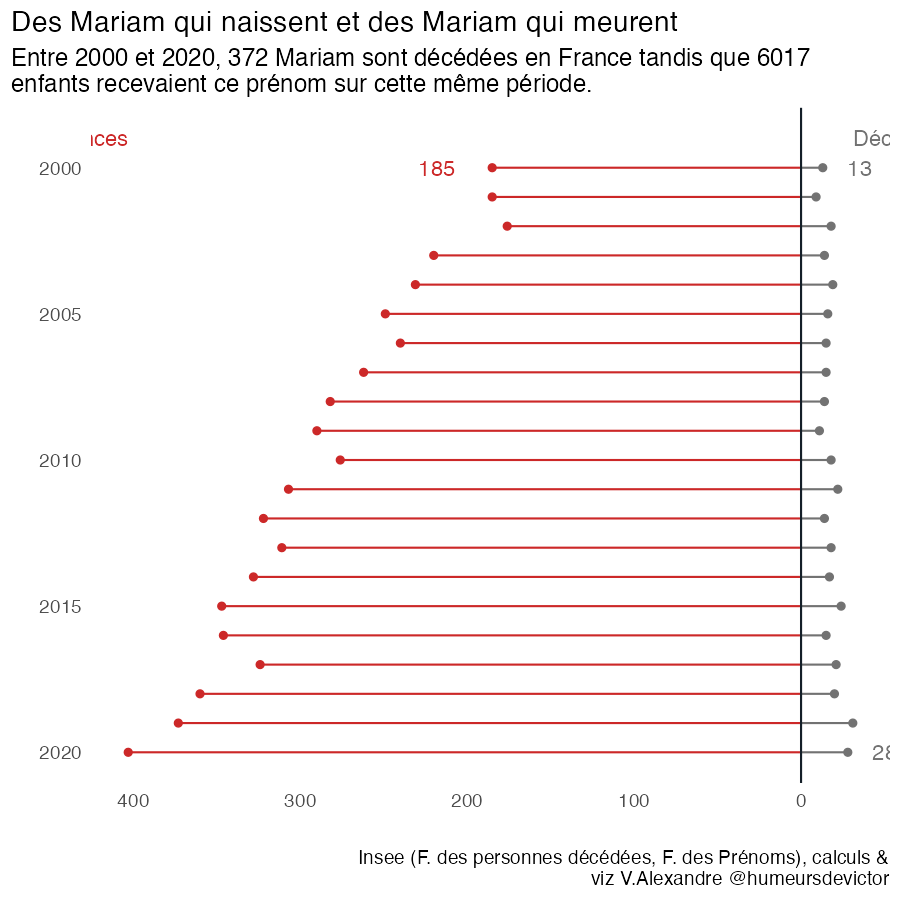 Des Mariam qui naissent et des Mariam qui meurent
Entre 2000 et 2020, 372 Mariam sont décédées en France tandis que 6017
enfants recevaient ce prénom sur cette même période.
nces Déc
2000 185 13
2005
2010
2015
2020 28
400 300 200 100 0
Insee (F. des personnes décédées, F. des Prénoms), calculs &
viz V.Alexandre @humeursdevictor